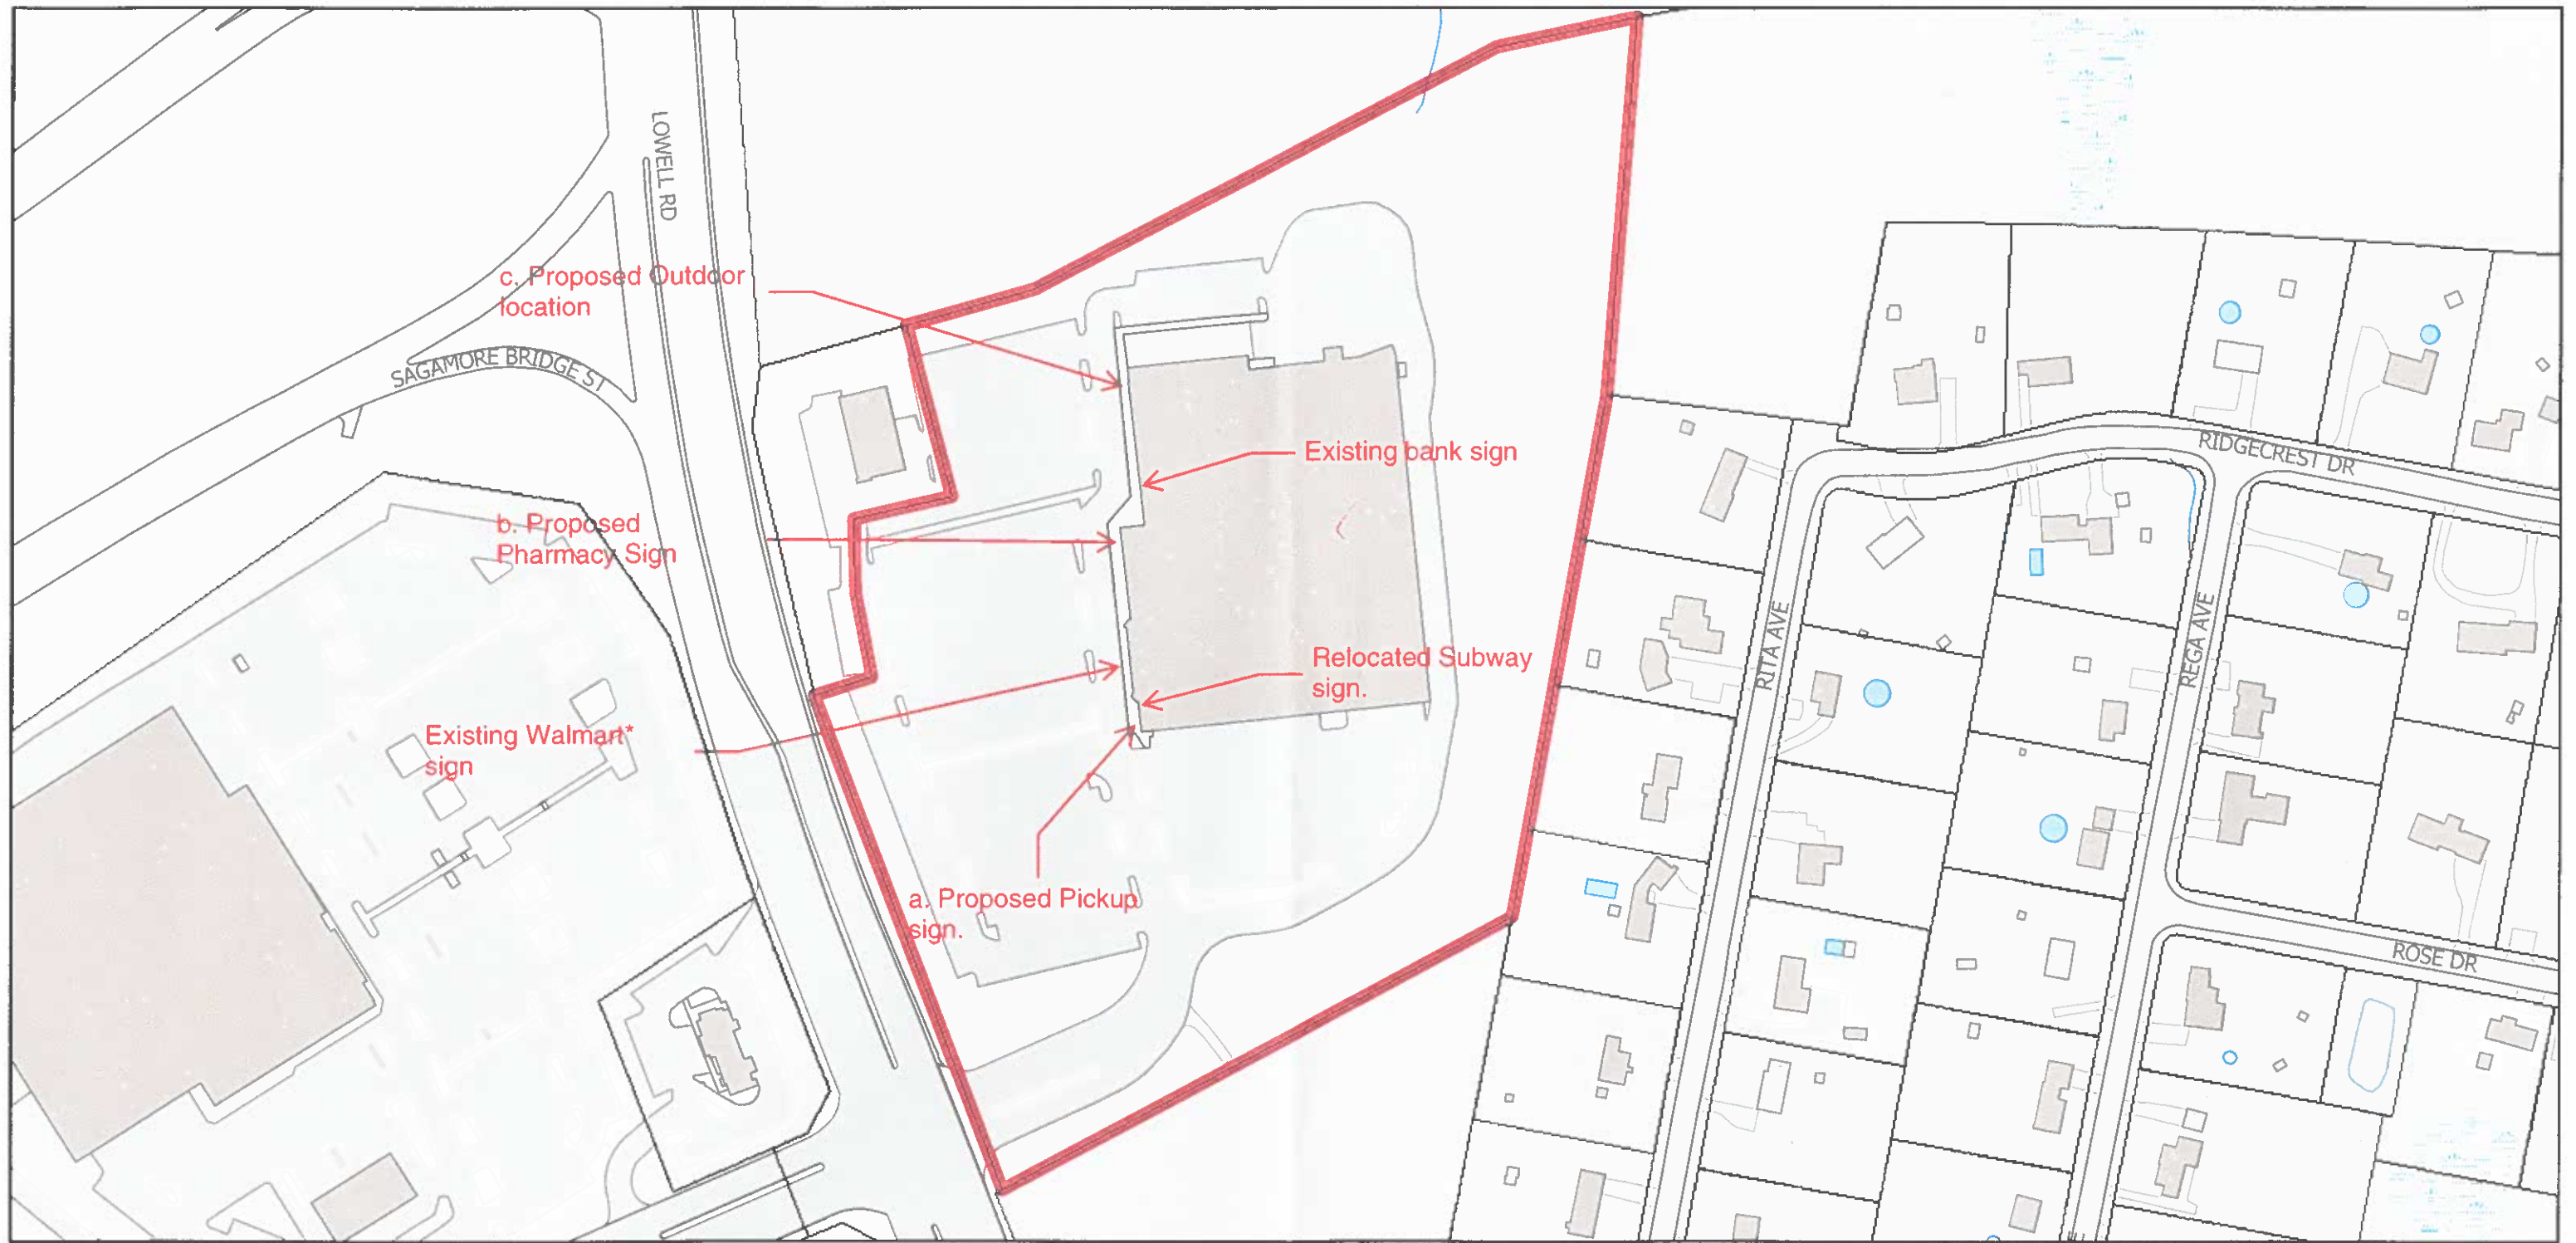 LOWELL RD
c. Proposed Outdoor
location
SAGAMORE BRIDGE ST
Existing bank sign
RIDGECREST DR
b. Proposed
Pharmacy Sign
RITA AVE
REGA AVE
Relocated Subway
sign.
Existing Walmart*
sign
a. Proposed Pickup
sign.
ROSE DR